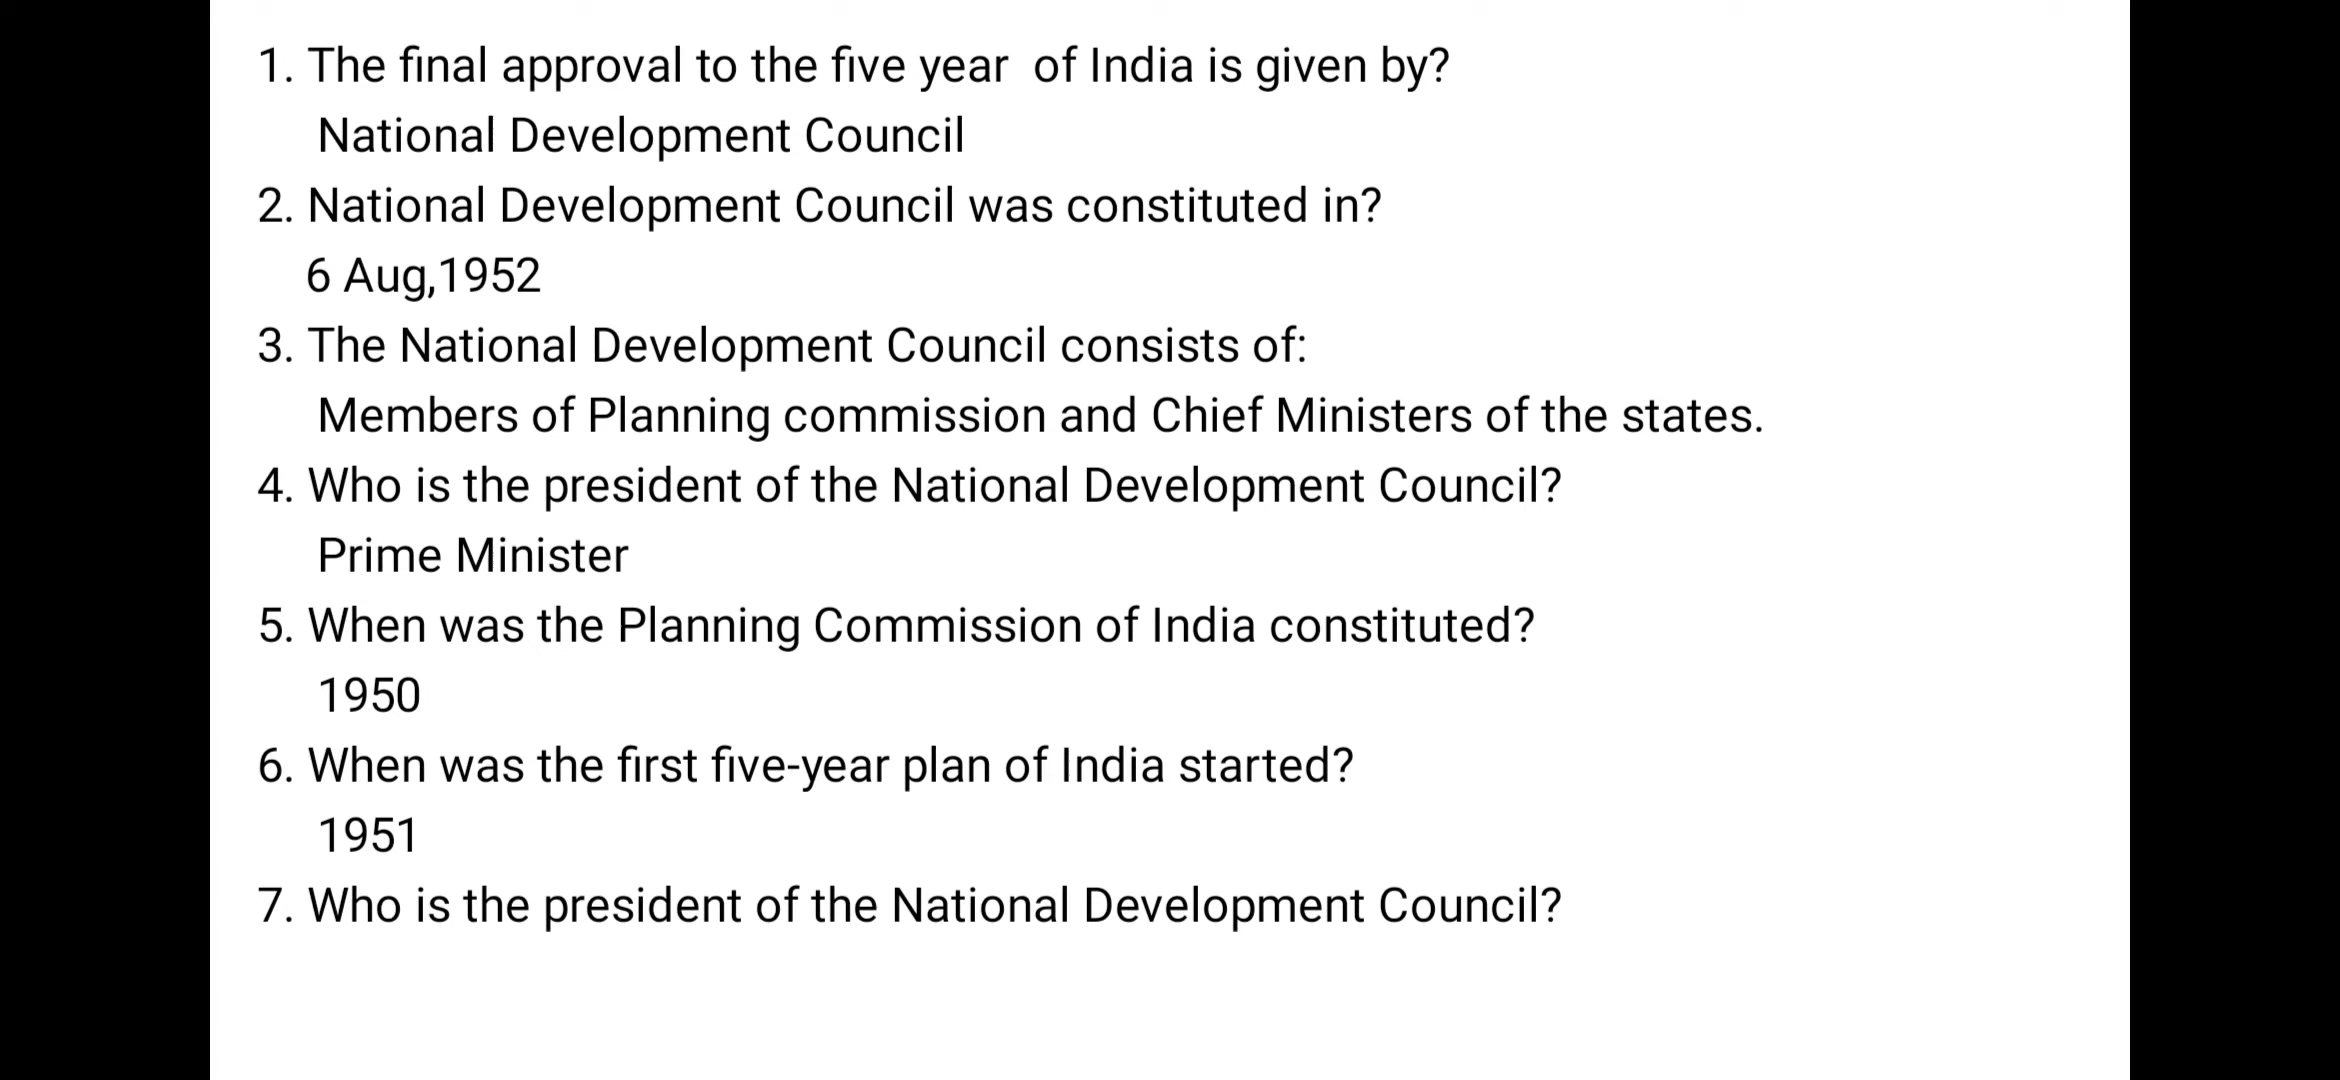 1. The final approval to the five year  of India is given by?
National Development Council
2. National Development Council was constituted in?
6 Aug,1952
3. The National Development Council consists of:
Members of Planning commission and Chief Ministers of the states.
4. Who is the president of the National Development Council?
Prime Minister
5. When was the Planning Commission of India constituted?
1950
6. When was the first five-year plan of India started?
1951
7. Who is the president of the National Development Council?